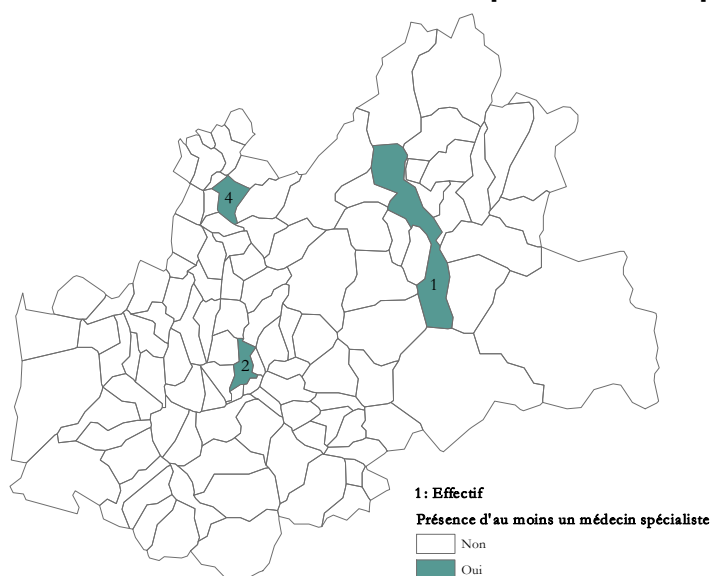 4
1
2
1: Effectif
Présence d'au moins un médecin spécialiste
Non
Oui